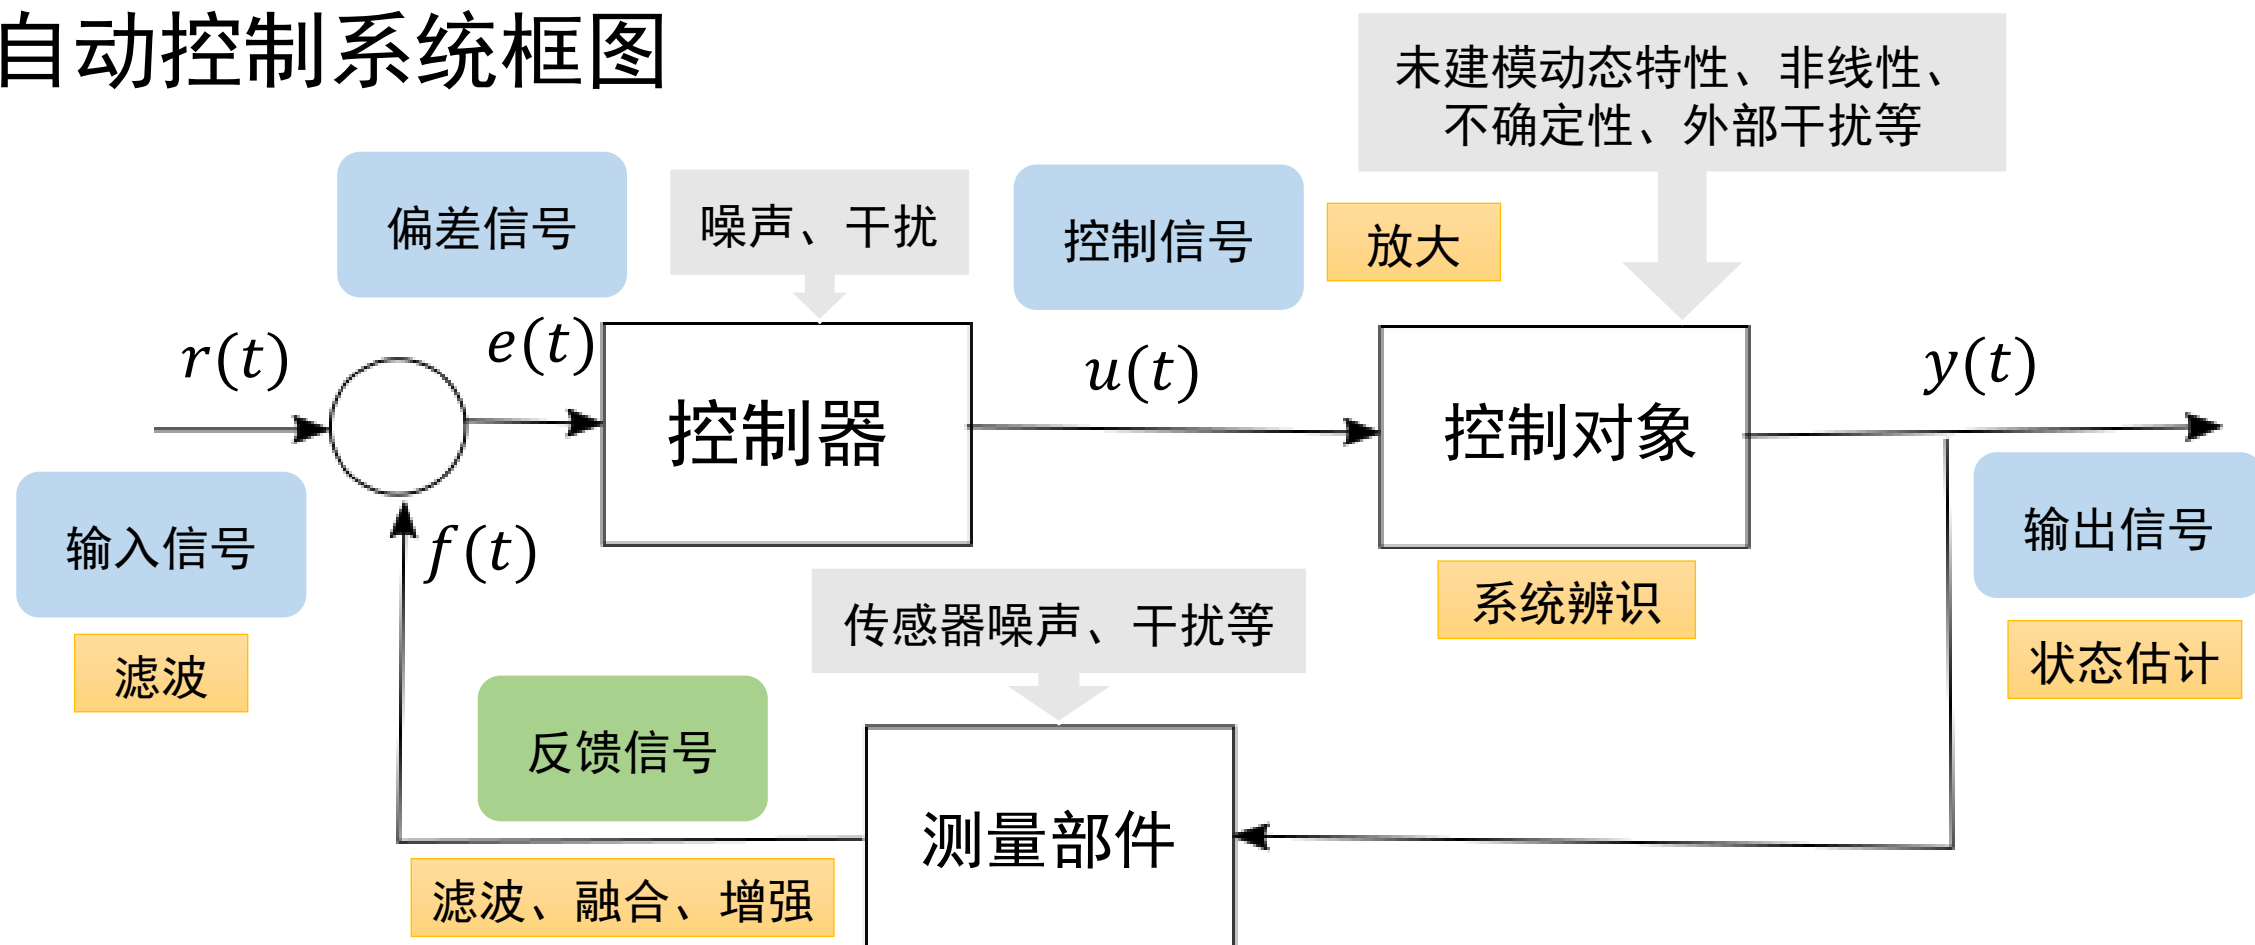 自动控制系统框图
未建模动态特性、非线性、
不确定性、外部干扰等
偏差信号
噪声、干扰
控制信号
放大
r(t)
e(t)
u(t)
y(t)
控制器
控制对象
输入信号
f(t)
输出信号
系统辨识
传感器噪声、干扰等
滤波
状态估计
反馈信号
测量部件
滤波、融合、增强